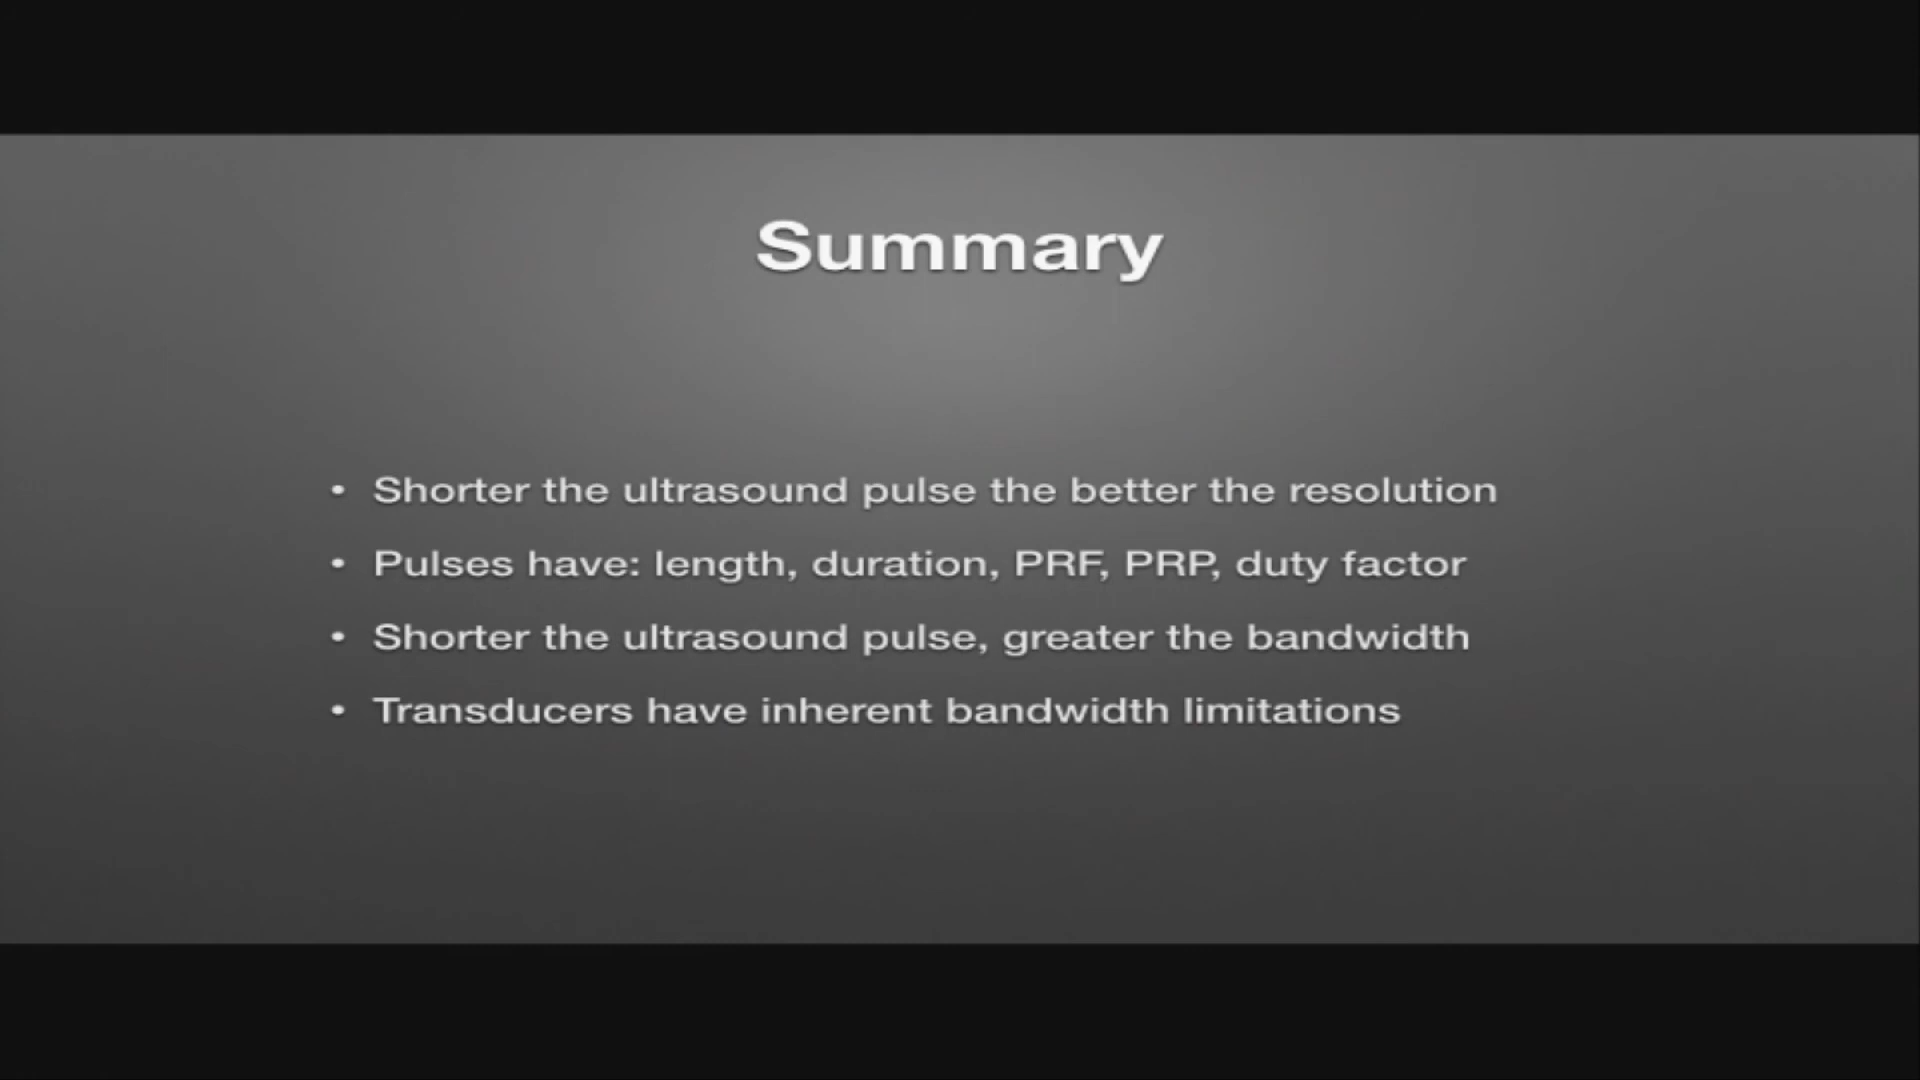 Summary
• Shorter the ultrasound pulse the better the resolution
• Pulses have: length, duration, PRF, PRP, duty factor
• Shorter the ultrasound pulse, greater the bandwidth
• Transducers have inherent bandwidth limitations